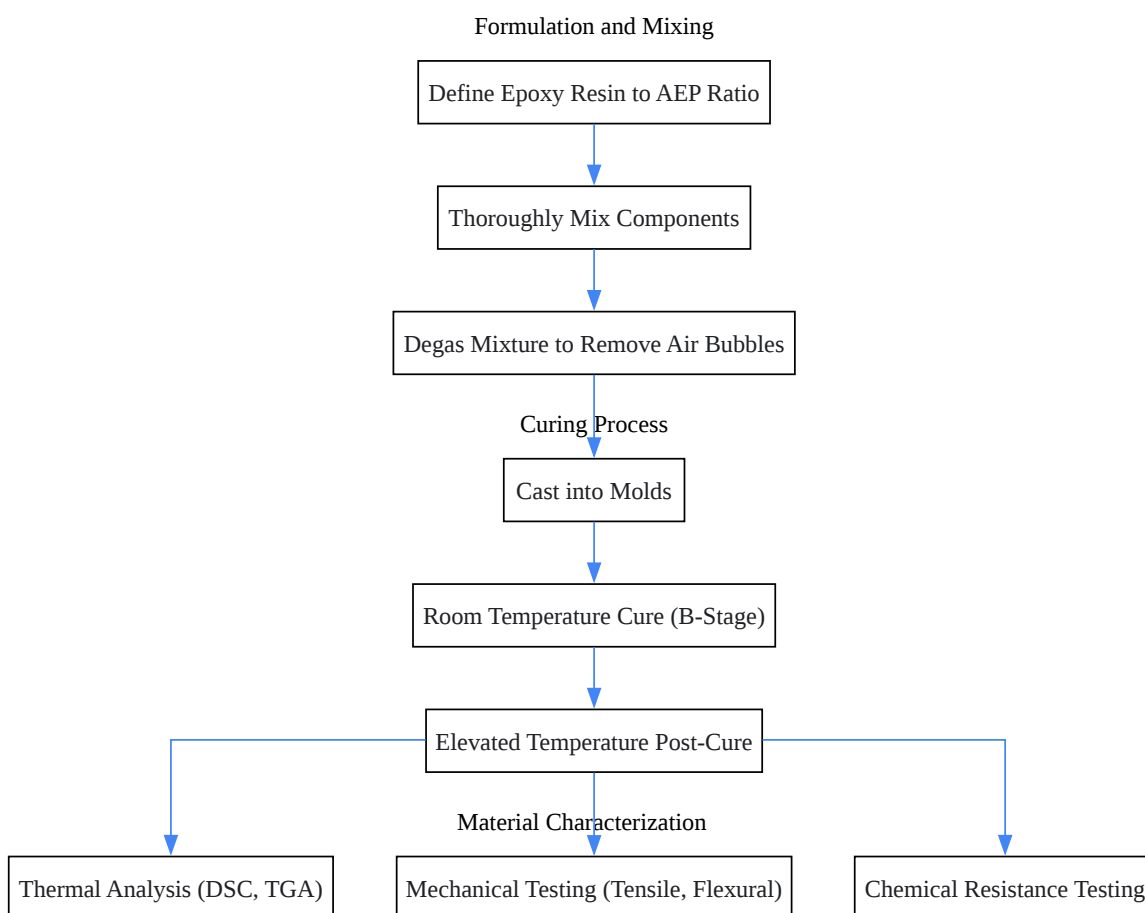 Formulation and Mixing
Define Epoxy Resin to AEP Ratio
Thoroughly Mix Components
Degas Mixture to Remove Air Bubbles
Curing Process
Cast into Molds
Room Temperature Cure (B-Stage)
Elevated Temperature Post-Cure
Material Characterization
Thermal Analysis (DSC, TGA)
Mechanical Testing (Tensile, Flexural)
Chemical Resistance Testing